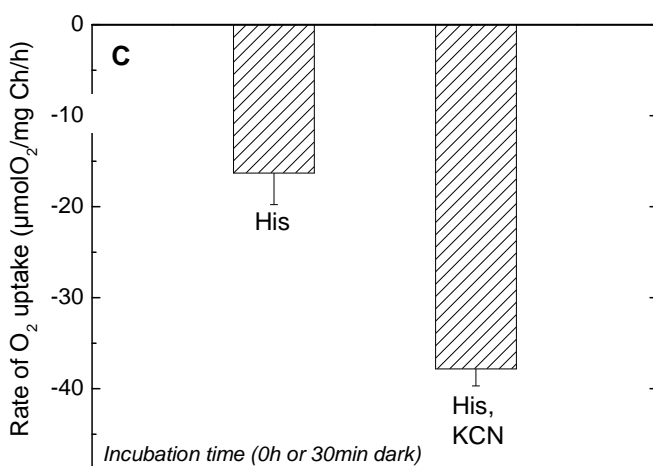 C
0
-10
-20
-30
-40
Rate of O₂ uptake (µmolO₂/mg Ch/h)
His
His,
KCN
Incubation time (0h or 30min dark)